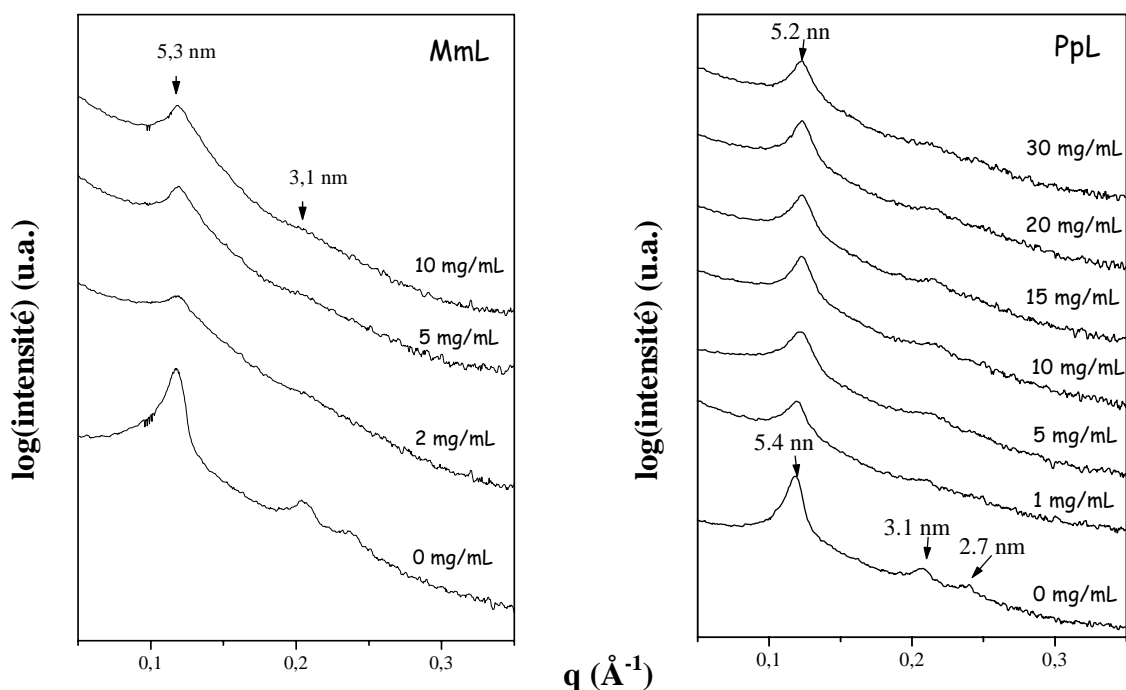 MmL
5,3 nm
3,1 nm
10 mg/mL
5 mg/mL
2 mg/mL
0 mg/mL
log(intensité) (u.a.)
0,1
0,2
0,3
PpL
5.2 nn
30 mg/mL
20 mg/mL
15 mg/mL
10 mg/mL
5 mg/mL
1 mg/mL
5.4 nn
3.1 nm
2.7 nm
0 mg/mL
log(intensité) (u.a.)
0,1
0,2
0,3
q (Å⁻¹)